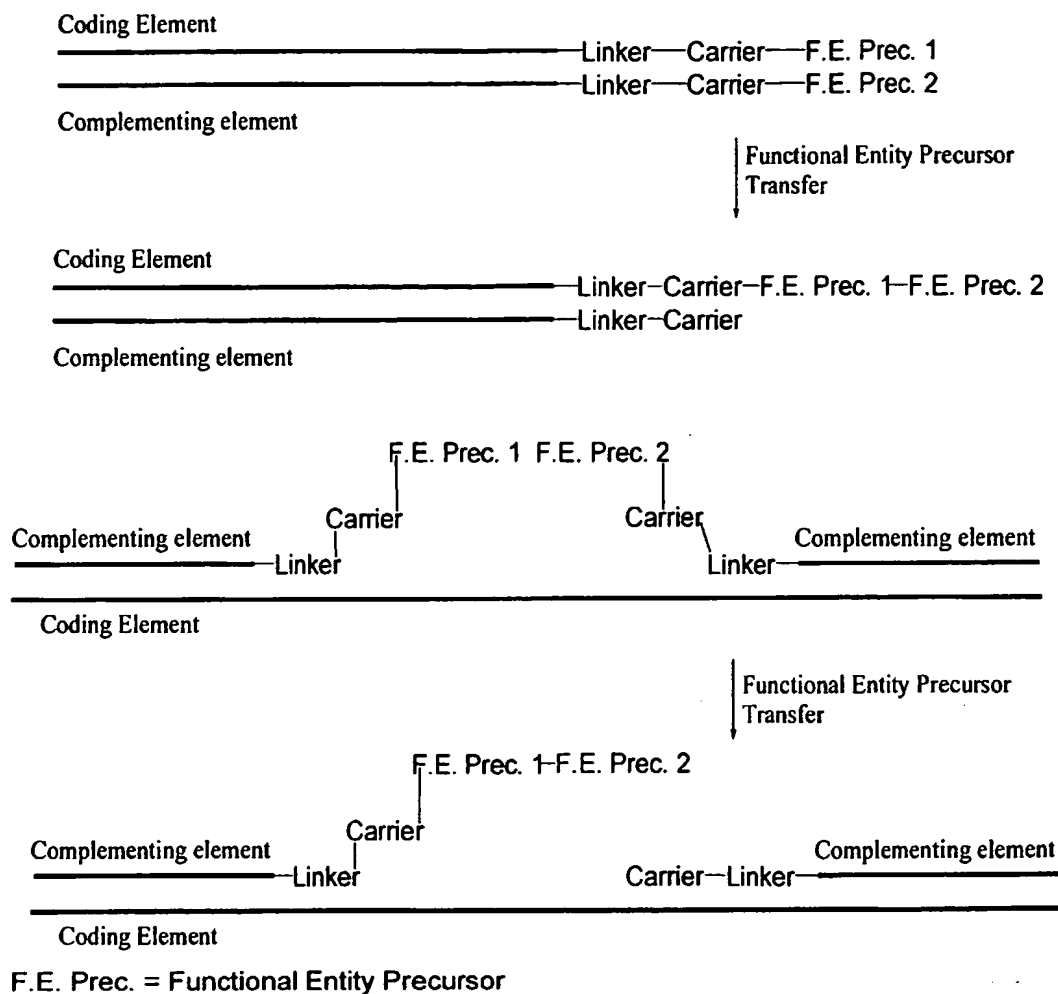 Coding Element
Linker—Carrier—F.E. Prec. 1
Linker—Carrier—F.E. Prec. 2
Complementing element
Functional Entity Precursor
Transfer
Coding Element
Linker–Carrier–F.E. Prec. 1–F.E. Prec. 2
Linker–Carrier
Complementing element
F.E. Prec. 1 F.E. Prec. 2
Carrier Carrier
Complementing element Complementing element
Linker Linker
Coding Element
Functional Entity Precursor
Transfer
F.E. Prec. 1–F.E. Prec. 2
Carrier
Complementing element Complementing element
Linker Carrier–Linker
Coding Element
F.E. Prec. = Functional Entity Precursor